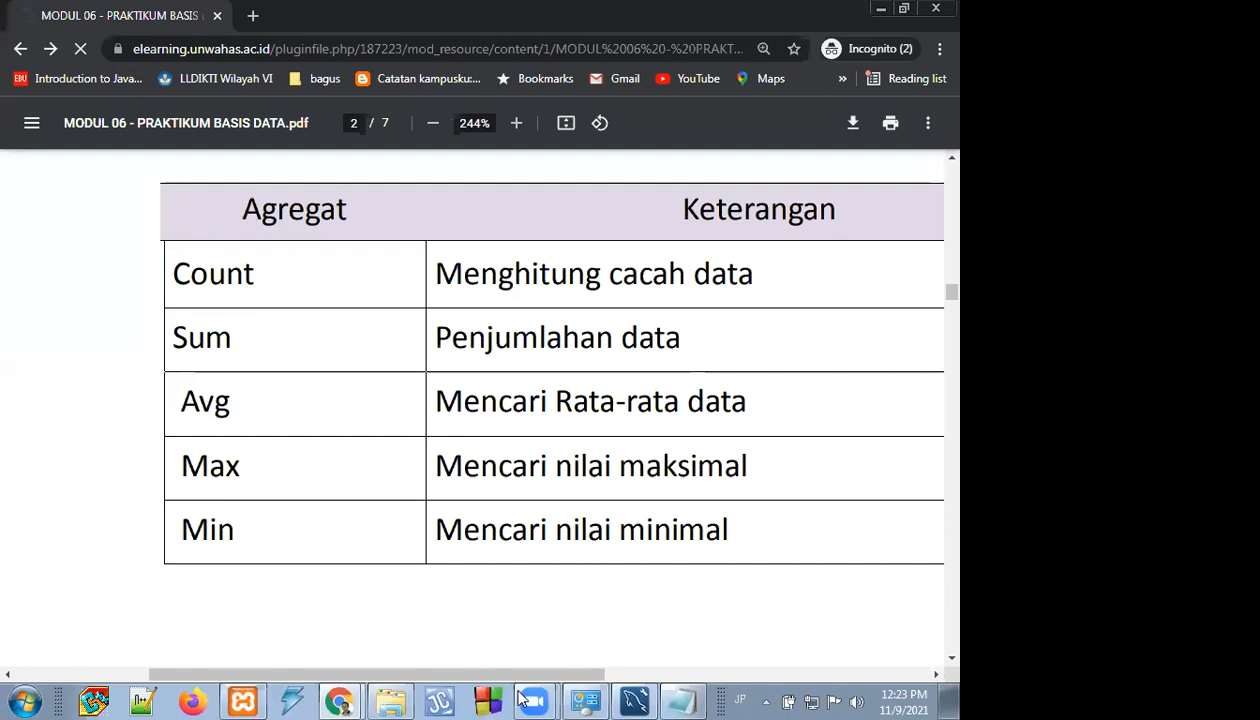 MODUL 06 - PRAKTIKUM BASIS
elearning.unwahas.ac.id/pluginfile.php/187223/mod_resource/content/1/MODUL%2006%20-%20PRAKT...
Incognito (2)
EDU Introduction to Java... LLDIKTI Wilayah VI bagus Catatan kampusku:... Bookmarks Gmail YouTube Maps » Reading list
MODUL 06 - PRAKTIKUM BASIS DATA.pdf 2 / 7 244%
Agregat Keterangan
Count Menghitung cacah data
Sum Penjumlahan data
Avg Mencari Rata-rata data
Max Mencari nilai maksimal
Min Mencari nilai minimal
JC JP 12:23 PM
11/9/2021